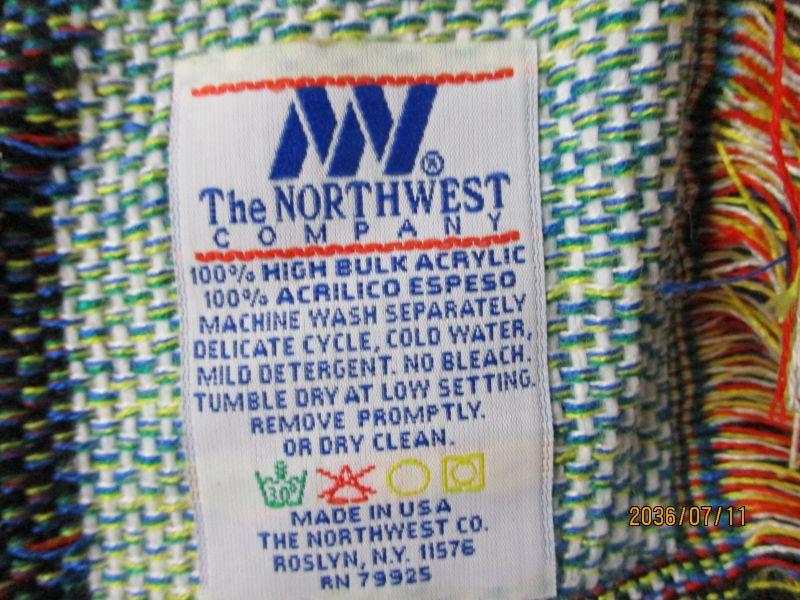 ®
The NORTHWEST
COMPANY
100% HIGH BULK ACRYLIC
100% ACRILICO ESPESO
MACHINE WASH SEPARATELY
DELICATE CYCLE, COLD WATER,
MILD DETERGENT. NO BLEACH.
TUMBLE DRY AT LOW SETTING.
REMOVE PROMPTLY.
OR DRY CLEAN.
30°
MADE IN USA
THE NORTHWEST CO.
ROSLYN, N.Y. 11576
RN 79925
2036/07/11